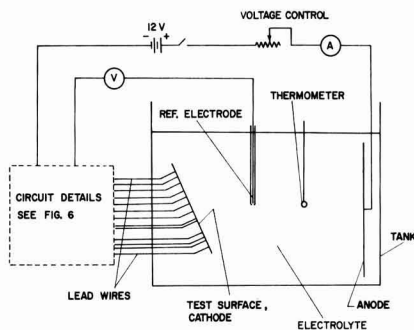 12 V
- +
VOLTAGE CONTROL
A
V
REF. ELECTRODE
THERMOMETER
CIRCUIT DETAILS
SEE FIG. 6
LEAD WIRES
TEST SURFACE,
CATHODE
ELECTROLYTE
ANODE
TANK